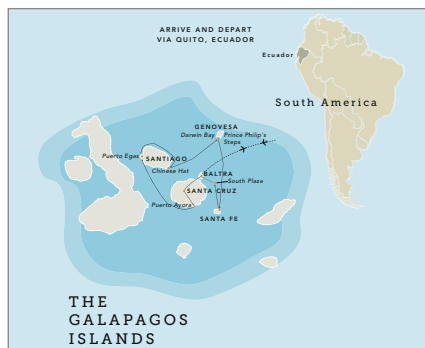 ARRIVE AND DEPART
VIA QUITO, ECUADOR
Ecuador
South America
GENOVESA
Darwin Bay
Prince Philip's
Steps
Puerto Egas
SANTIAGO
Chinese Hat
BALTRA
South Plaza
SANTA CRUZ
Puerto Ayora
SANTA FE
THE
GALAPAGOS
ISLANDS